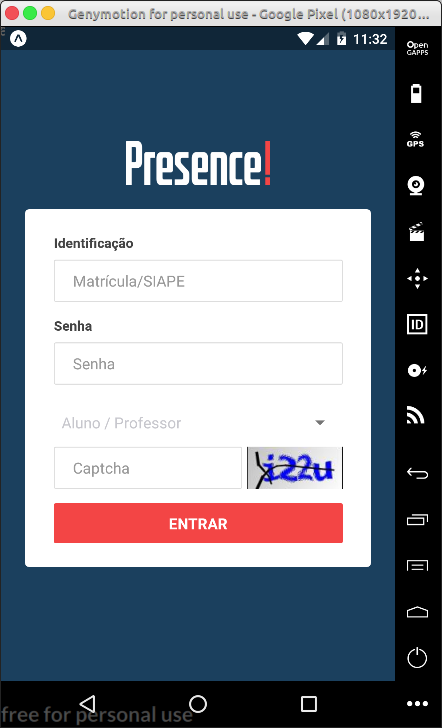 Genymotion for personal use - Google Pixel (1080x1920...
11:32
Open
GAPPS
GPS
ID
Presence!
Identificação
Matrícula/SIAPE
Senha
Senha
Aluno / Professor
Captcha
i22u
ENTRAR
free for personal use